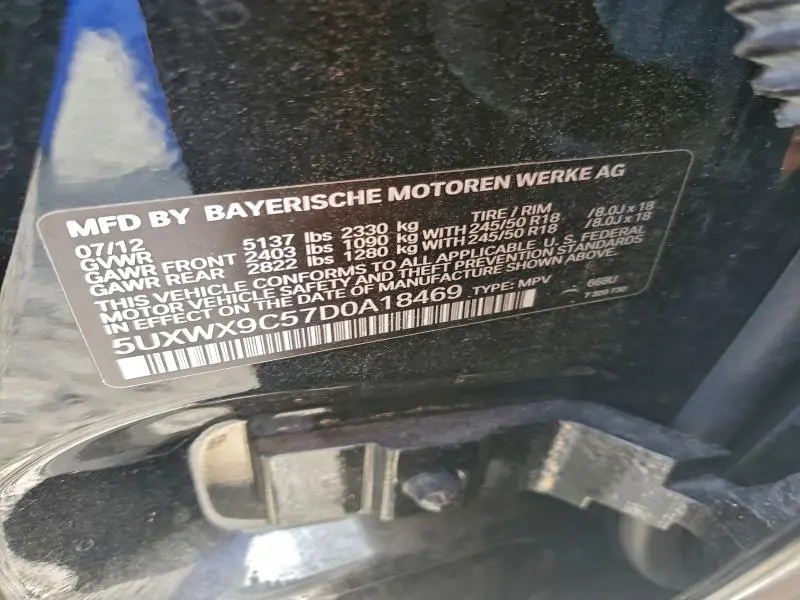 MFD BY BAYERISCHE MOTOREN WERKE AG
07/12 TIRE / RIM
GVWR 5137 lbs 2330 kg
GAWR FRONT 2403 lbs 1090 kg WITH 245/50 R18 /8.0J x 18
GAWR REAR 2822 lbs 1280 kg WITH 245/50 R18 /8.0J x 18
THIS VEHICLE CONFORMS TO ALL APPLICABLE U.S. FEDERAL
MOTOR VEHICLE SAFETY AND THEFT PREVENTION STANDARDS
IN EFFECT ON THE DATE OF MANUFACTURE SHOWN ABOVE.
5UXWX9C57D0A18469 TYPE: MPV 668U